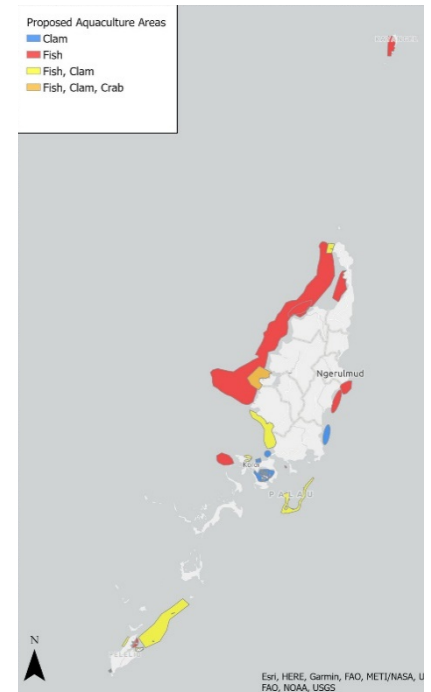 Proposed Aquaculture Areas
Clam
Fish
Fish, Clam
Fish, Clam, Crab
Ngerulmud
P A L A U
N
Esri, HERE, Garmin, FAO, METI/NASA, U
FAO, NOAA, USGS